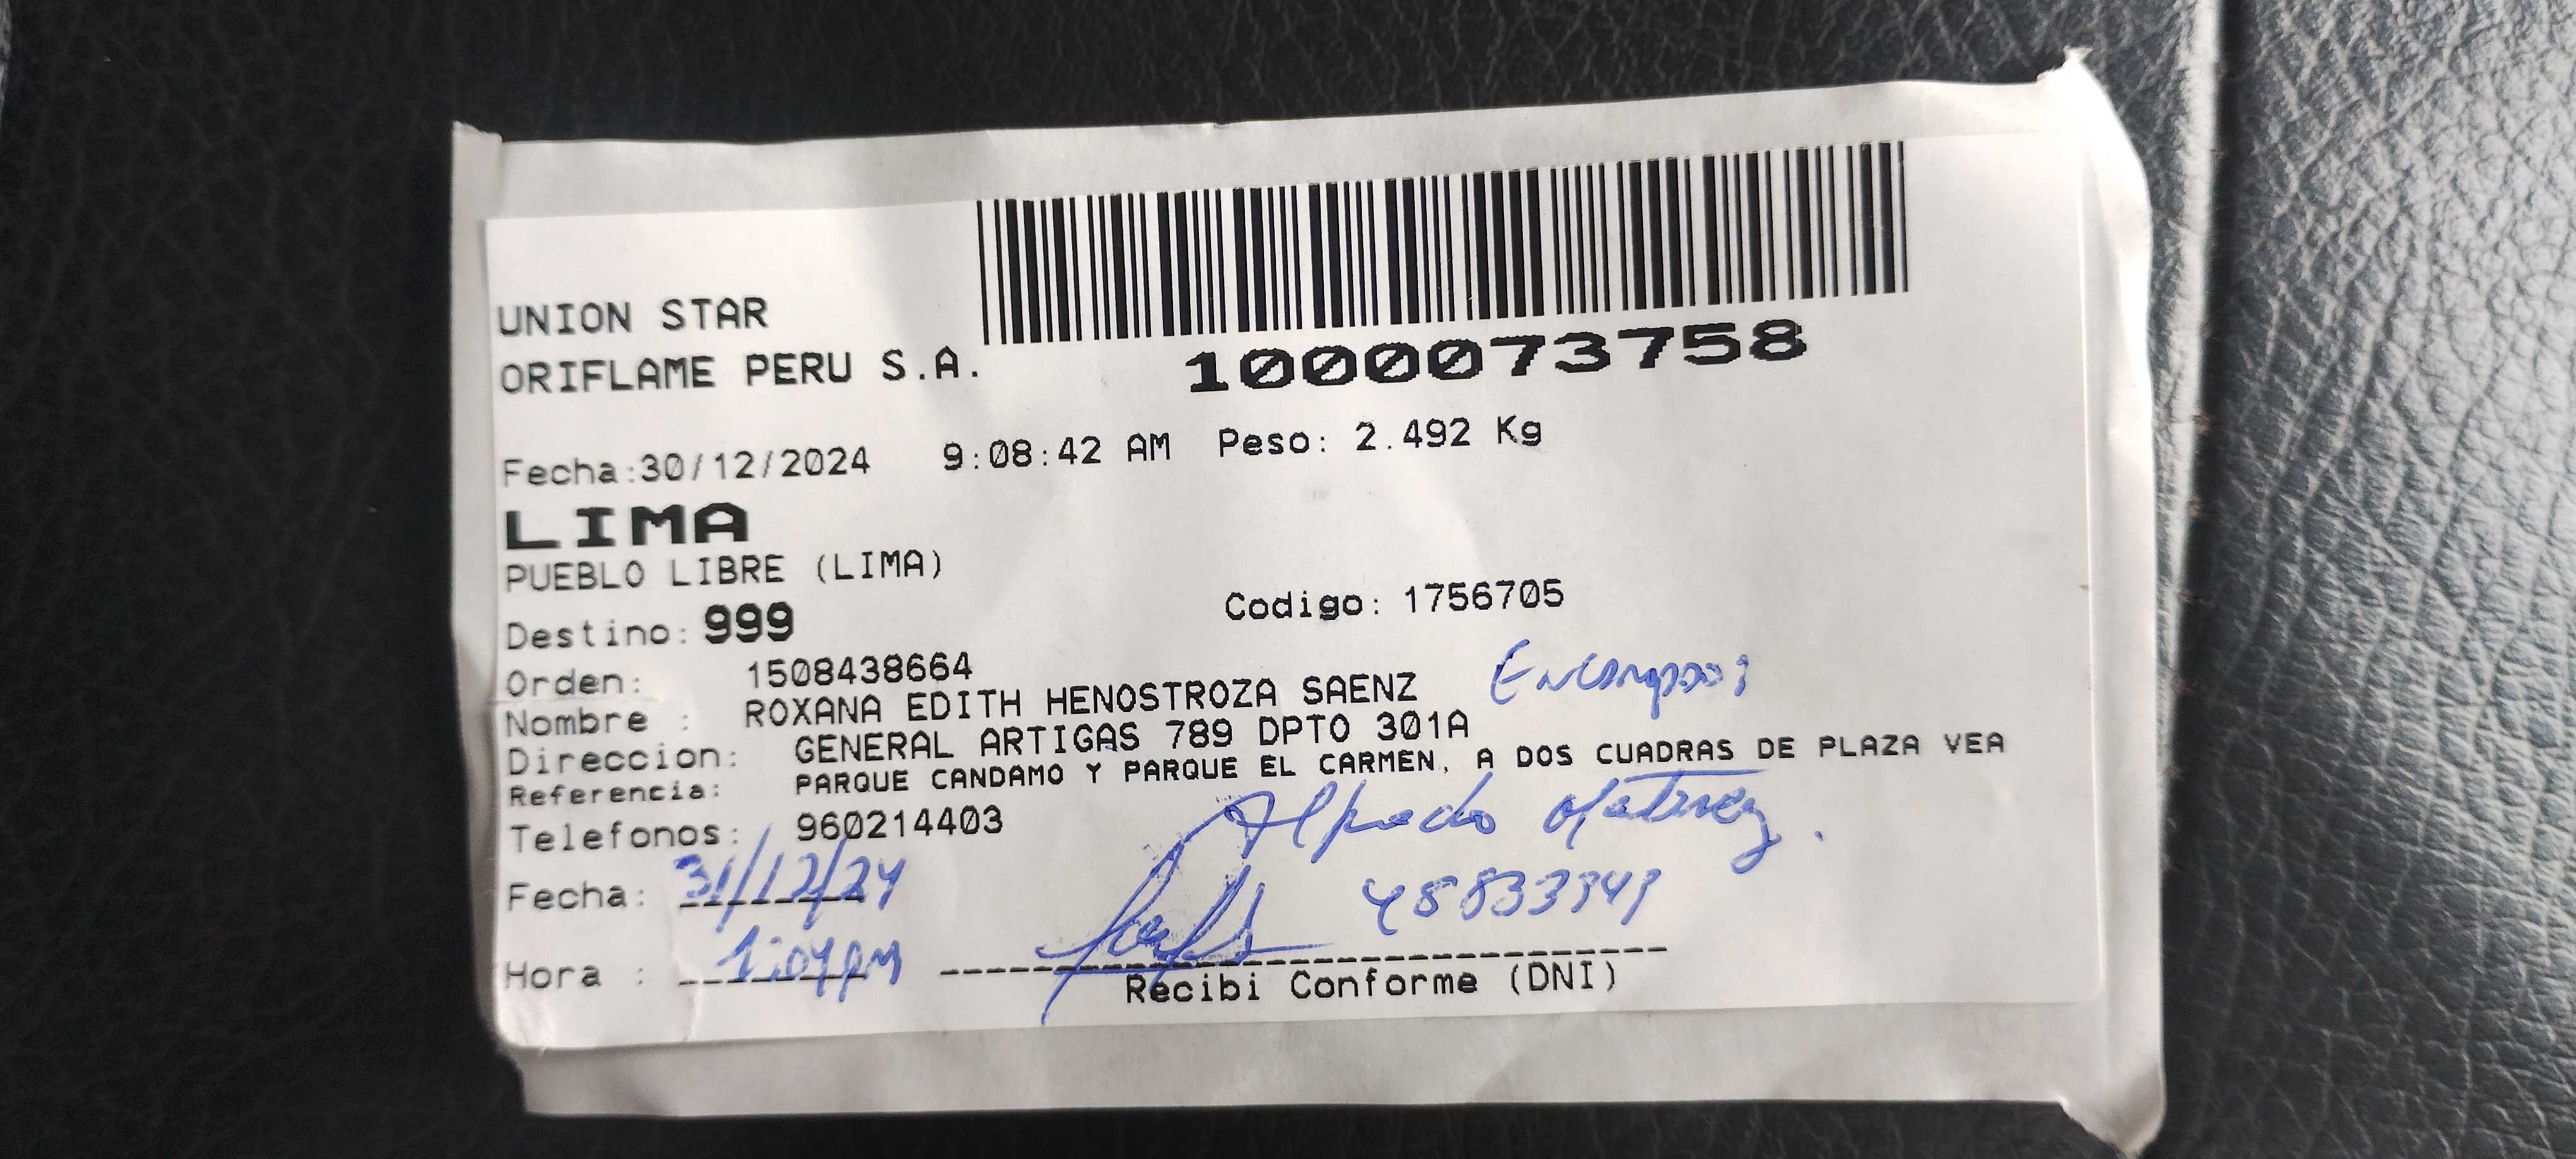 UNION STAR
ORIFLAME PERU S.A.
1000073758
Fecha:30/12/2024 9:08:42 AM Peso: 2.492 Kg
LIMA
PUEBLO LIBRE (LIMA)
Destino: 999 Codigo: 1756705
Orden: 1508438664
Nombre : ROXANA EDITH HENOSTROZA SAENZ
Direccion: GENERAL ARTIGAS 789 DPTO 301A
Referencia: PARQUE CANDAMO Y PARQUE EL CARMEN, A DOS CUADRAS DE PLAZA VEA
Telefonos: 960214403
Fecha: 31/12/24
Hora : 1:04pm
Recibi Conforme (DNI)